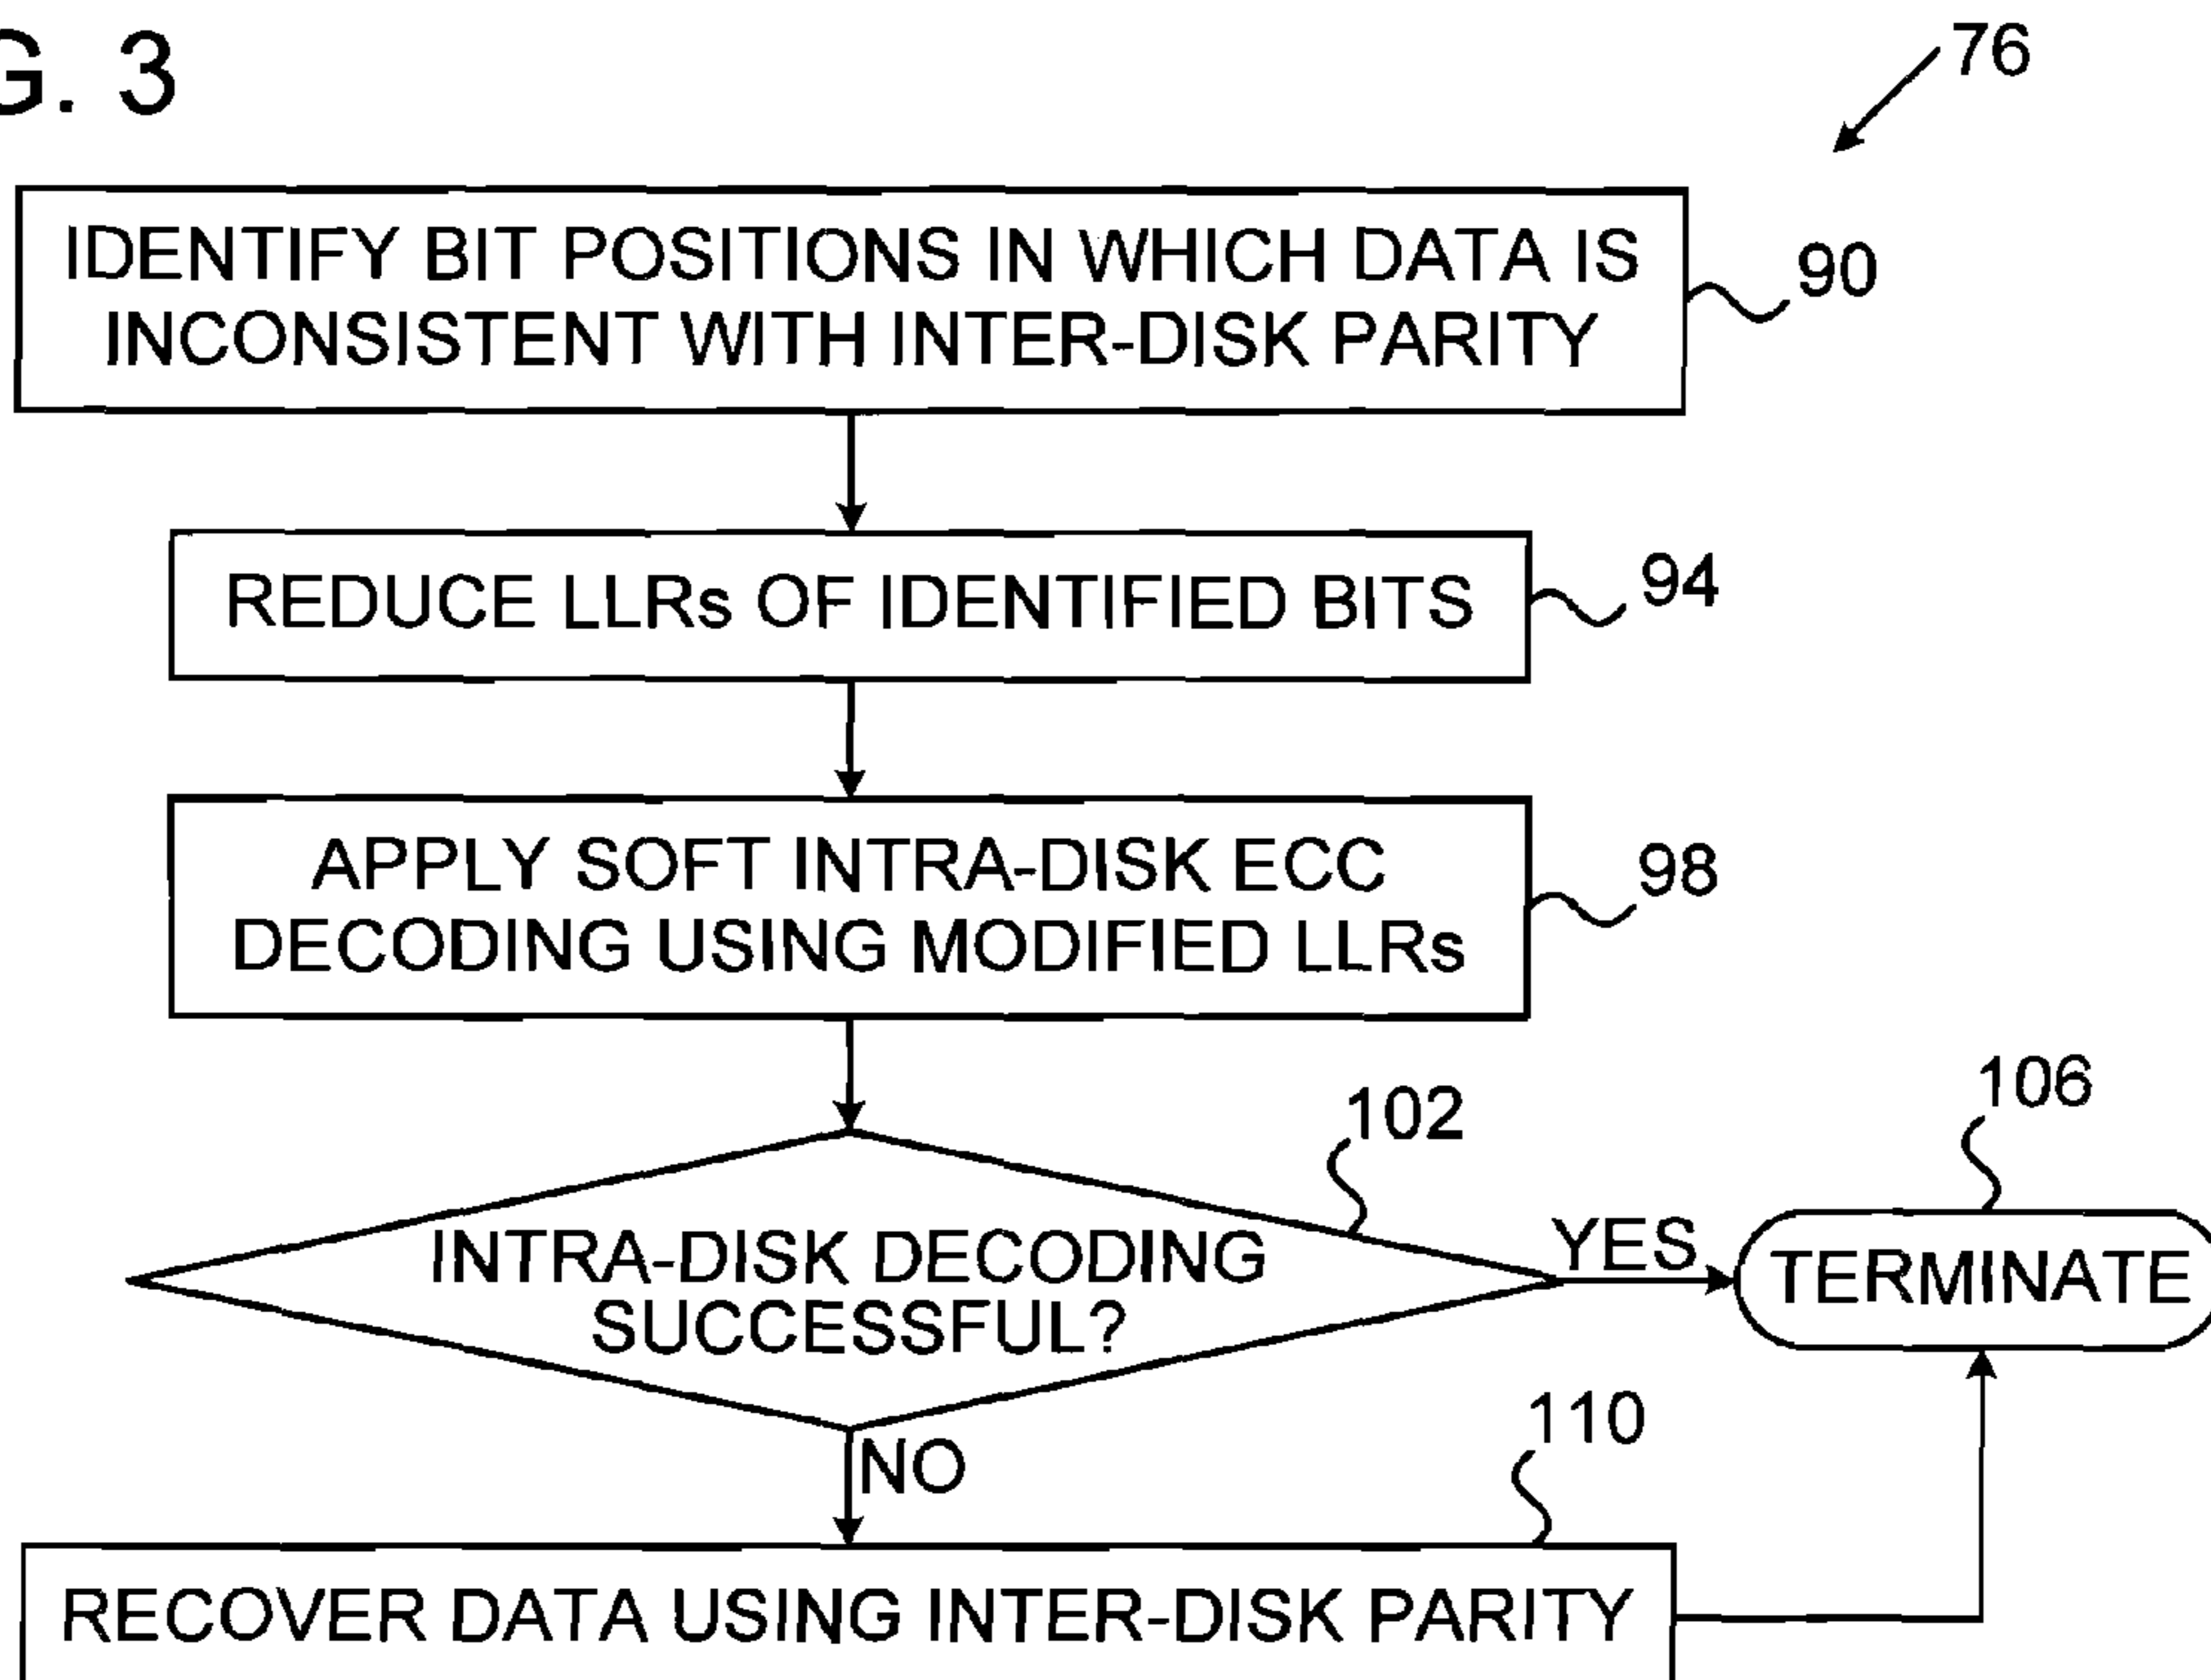 G. 3
76
IDENTIFY BIT POSITIONS IN WHICH DATA IS
INCONSISTENT WITH INTER-DISK PARITY
90
REDUCE LLRs OF IDENTIFIED BITS
94
APPLY SOFT INTRA-DISK ECC
DECODING USING MODIFIED LLRs
98
102
106
INTRA-DISK DECODING
SUCCESSFUL?
YES
TERMINATE
NO
110
RECOVER DATA USING INTER-DISK PARITY